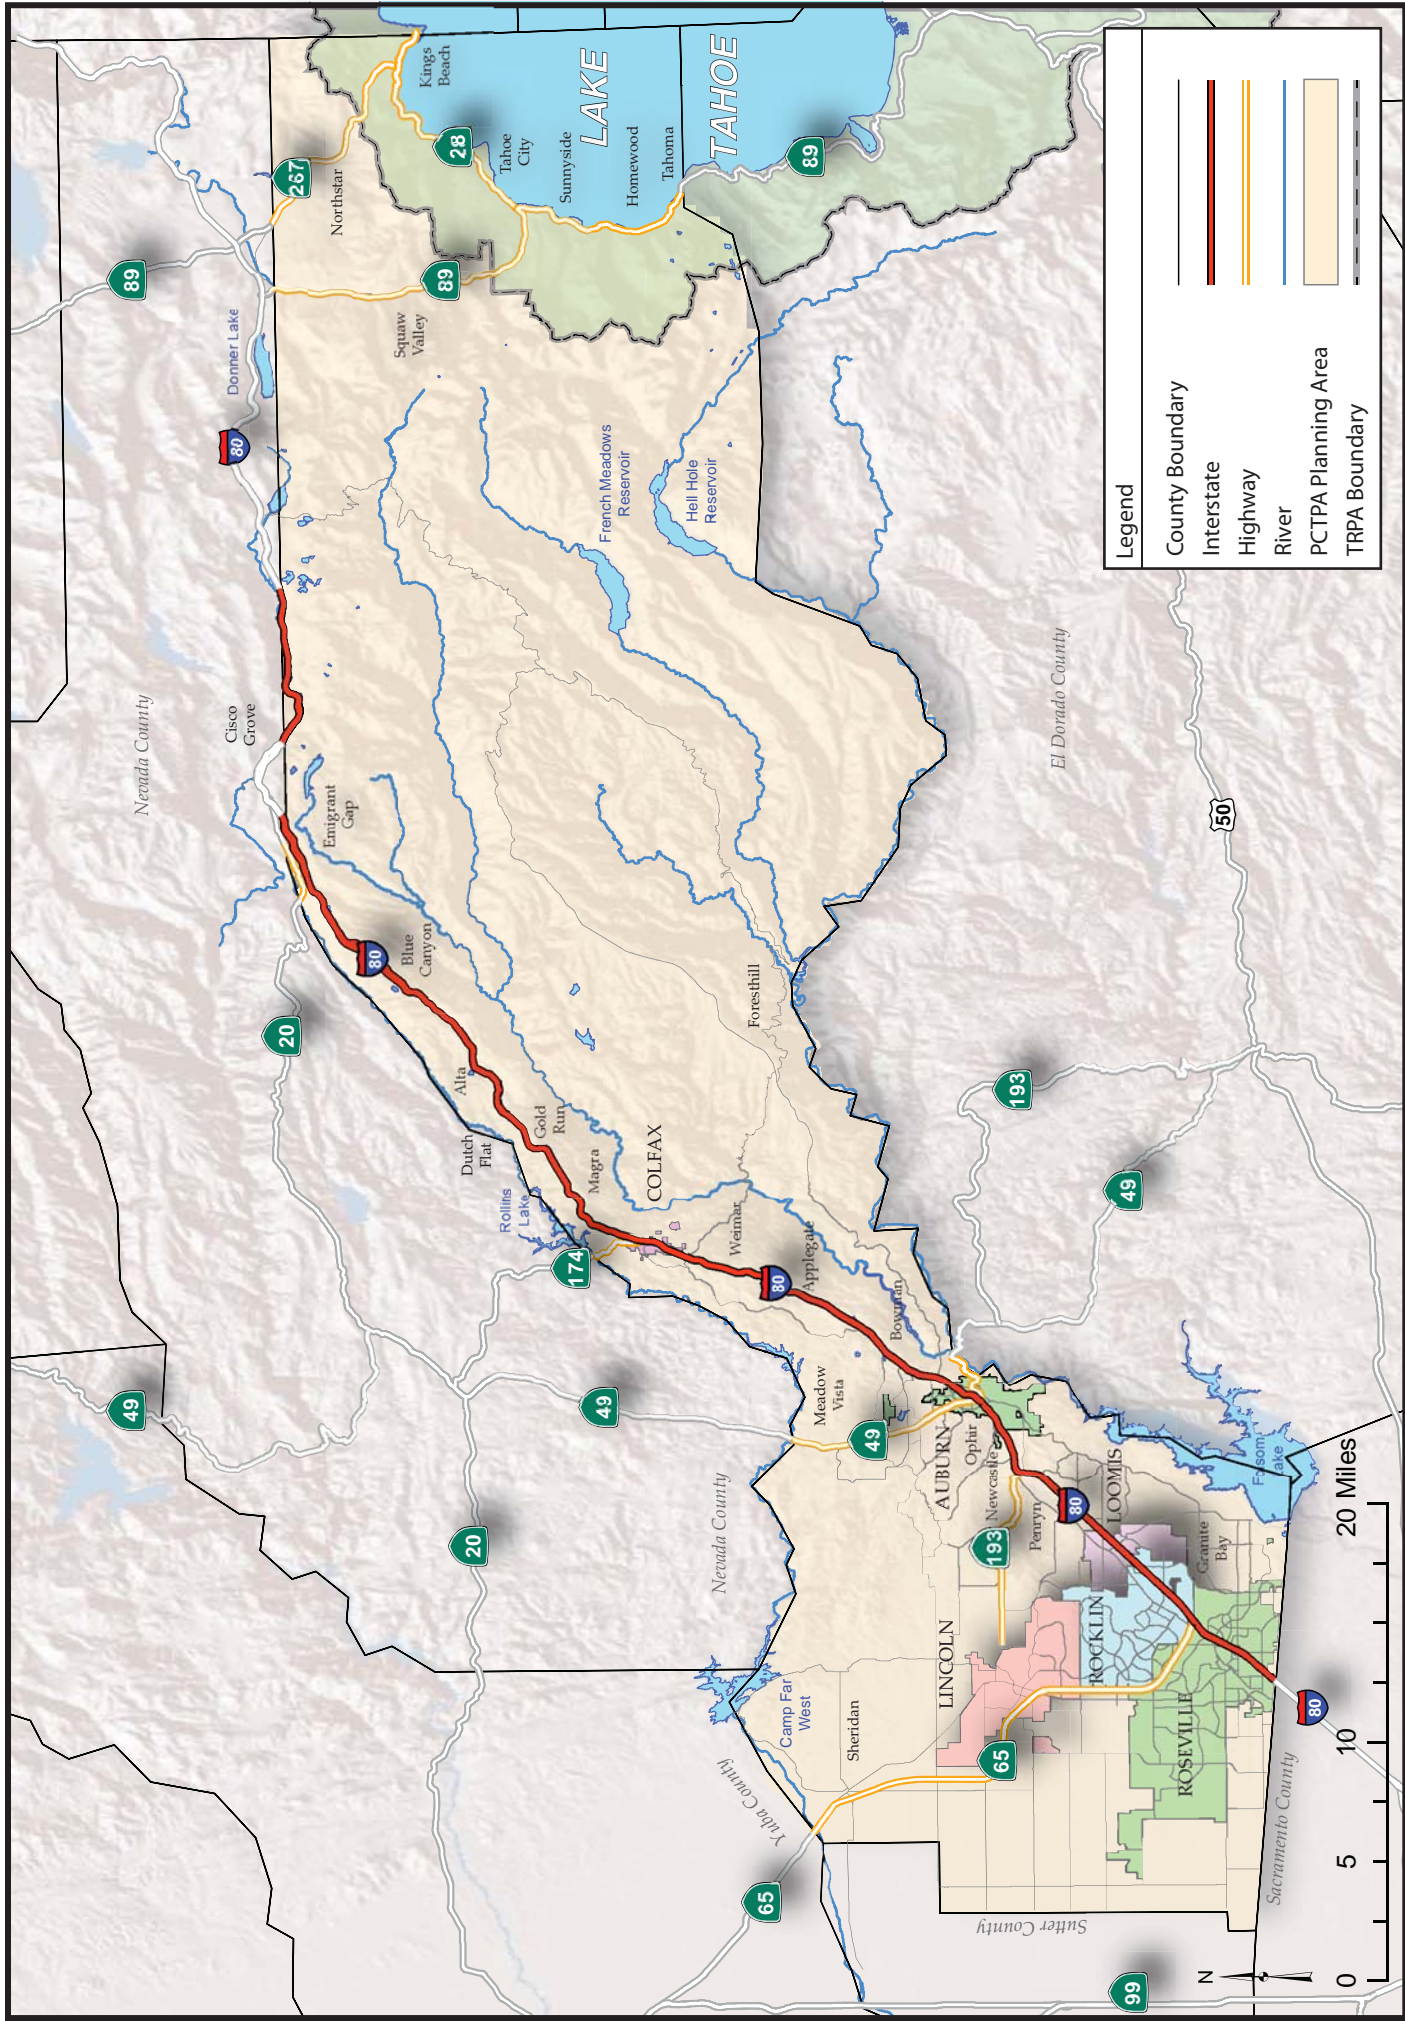 Nevada County
Nevada County
Yuba County
Sutter County
Sacramento County
El Dorado County
LAKE
TAHOE
Kings
Beach
Tahoe
City
Sunnyside
Homewood
Tahoma
Northstar
Squaw
Valley
Donner Lake
French Meadows
Reservoir
Hell Hole
Reservoir
Cisco
Grove
Emigrant
Gap
Blue
Canyon
Alta
Dutch
Flat
Gold
Run
Magra
Rollins
Lake
COLFAX
Weimar
Applegate
Foresthill
Bowman
Meadow
Vista
AUBURN
Ophir
Newcastle
Penryn
LOOMIS
Granite
Bay
Folsom
Lake
LINCOLN
ROCKLIN
ROSEVILLE
Sheridan
Camp Far
West
89
267
28
89
89
80
20
80
174
49
49
20
80
49
193
49
193
50
80
65
65
80
99
N
0
5
10
20 Miles
Legend
County Boundary
Interstate
Highway
River
PCTPA Planning Area
TRPA Boundary